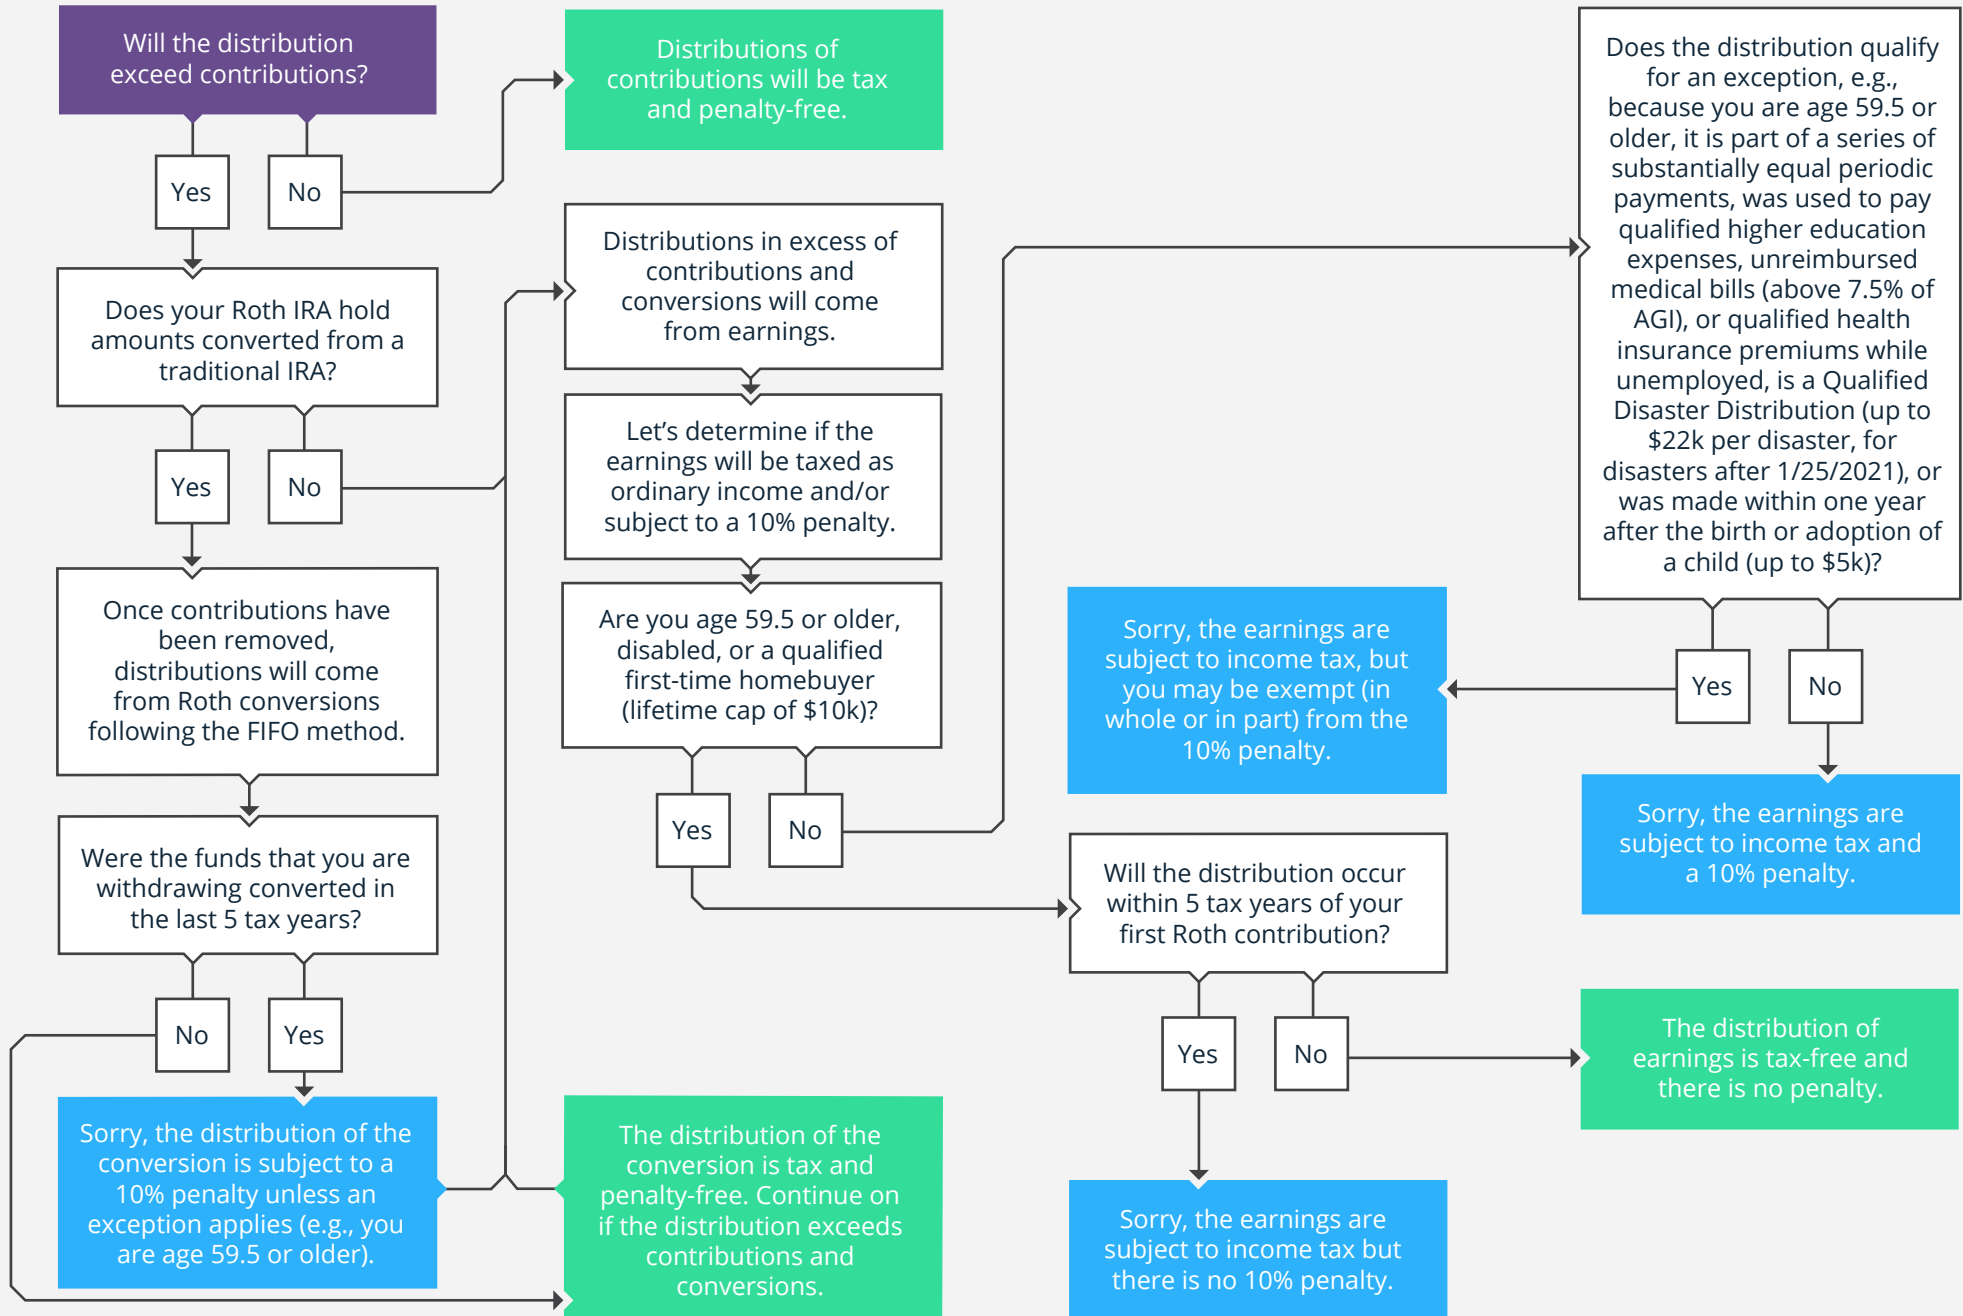 Will the distribution
exceed contributions?
Yes
No
Distributions of
contributions will be tax
and penalty-free.
Does your Roth IRA hold
amounts converted from a
traditional IRA?
Yes
No
Once contributions have
been removed,
distributions will come
from Roth conversions
following the FIFO method.
Were the funds that you are
withdrawing converted in
the last 5 tax years?
No
Yes
Sorry, the distribution of the
conversion is subject to a
10% penalty unless an
exception applies (e.g., you
are age 59.5 or older).
The distribution of the
conversion is tax and
penalty-free. Continue on
if the distribution exceeds
contributions and
conversions.
Distributions in excess of
contributions and
conversions will come
from earnings.
Let’s determine if the
earnings will be taxed as
ordinary income and/or
subject to a 10% penalty.
Are you age 59.5 or older,
disabled, or a qualified
first-time homebuyer
(lifetime cap of $10k)?
Yes
No
Will the distribution occur
within 5 tax years of your
first Roth contribution?
Yes
No
Sorry, the earnings are
subject to income tax but
there is no 10% penalty.
The distribution of
earnings is tax-free and
there is no penalty.
Does the distribution qualify
for an exception, e.g.,
because you are age 59.5 or
older, it is part of a series of
substantially equal periodic
payments, was used to pay
qualified higher education
expenses, unreimbursed
medical bills (above 7.5% of
AGI), or qualified health
insurance premiums while
unemployed, is a Qualified
Disaster Distribution (up to
$22k per disaster, for
disasters after 1/25/2021), or
was made within one year
after the birth or adoption of
a child (up to $5k)?
Yes
No
Sorry, the earnings are
subject to income tax, but
you may be exempt (in
whole or in part) from the
10% penalty.
Sorry, the earnings are
subject to income tax and
a 10% penalty.